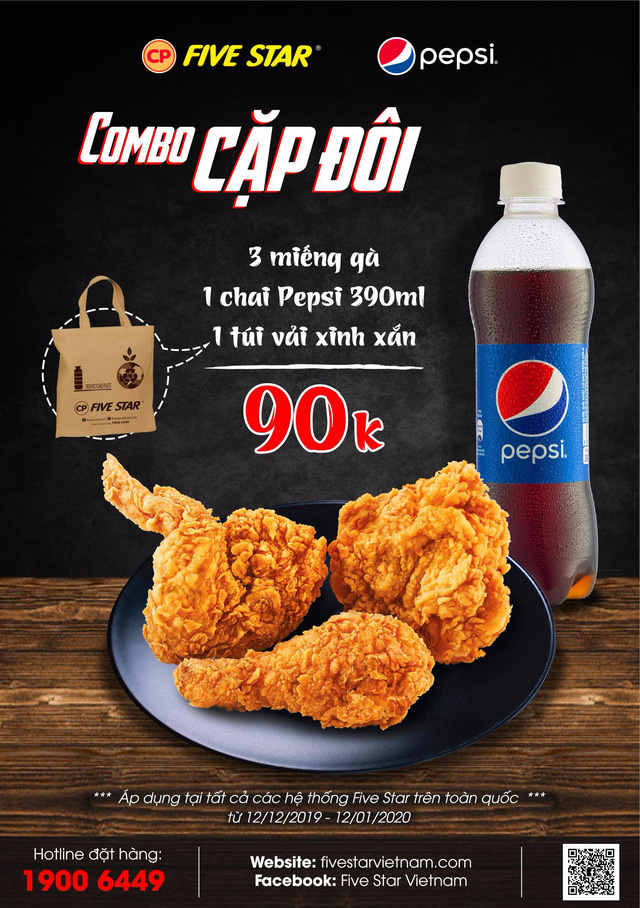 CP FIVE STAR® pepsi.
COMBO CẶP ĐÔI
3 miếng gà
1 chai Pepsi 390ml
1 túi vải xinh xắn
90K
CP FIVE STAR
pepsi.
*** Áp dụng tại tất cả các hệ thống Five Star trên toàn quốc ***
từ 12/12/2019 - 12/01/2020
Hotline đặt hàng:
1900 6449
Website: fivestarvietnam.com
Facebook: Five Star Vietnam